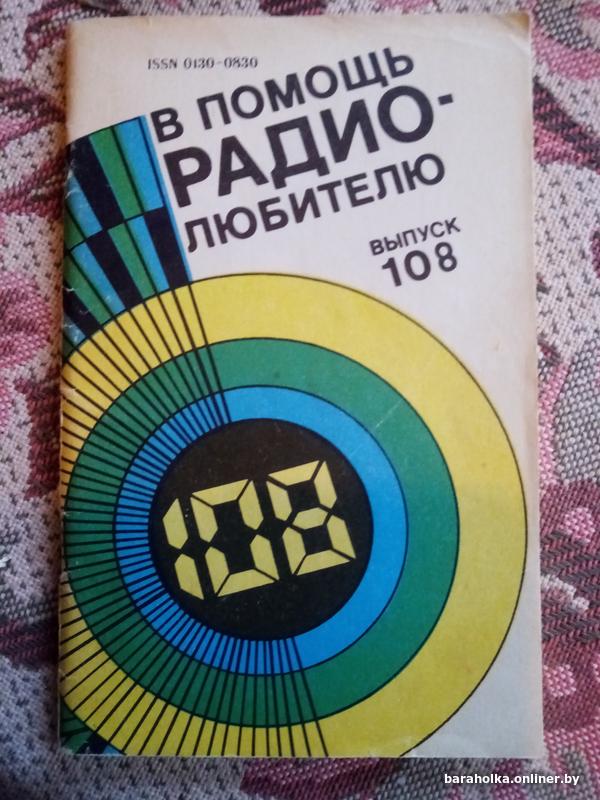 ISSN 0130-0830
В ПОМОЩЬ
РАДИО-
ЛЮБИТЕЛЮ
ВЫПУСК
108
108
baraholka.onliner.by